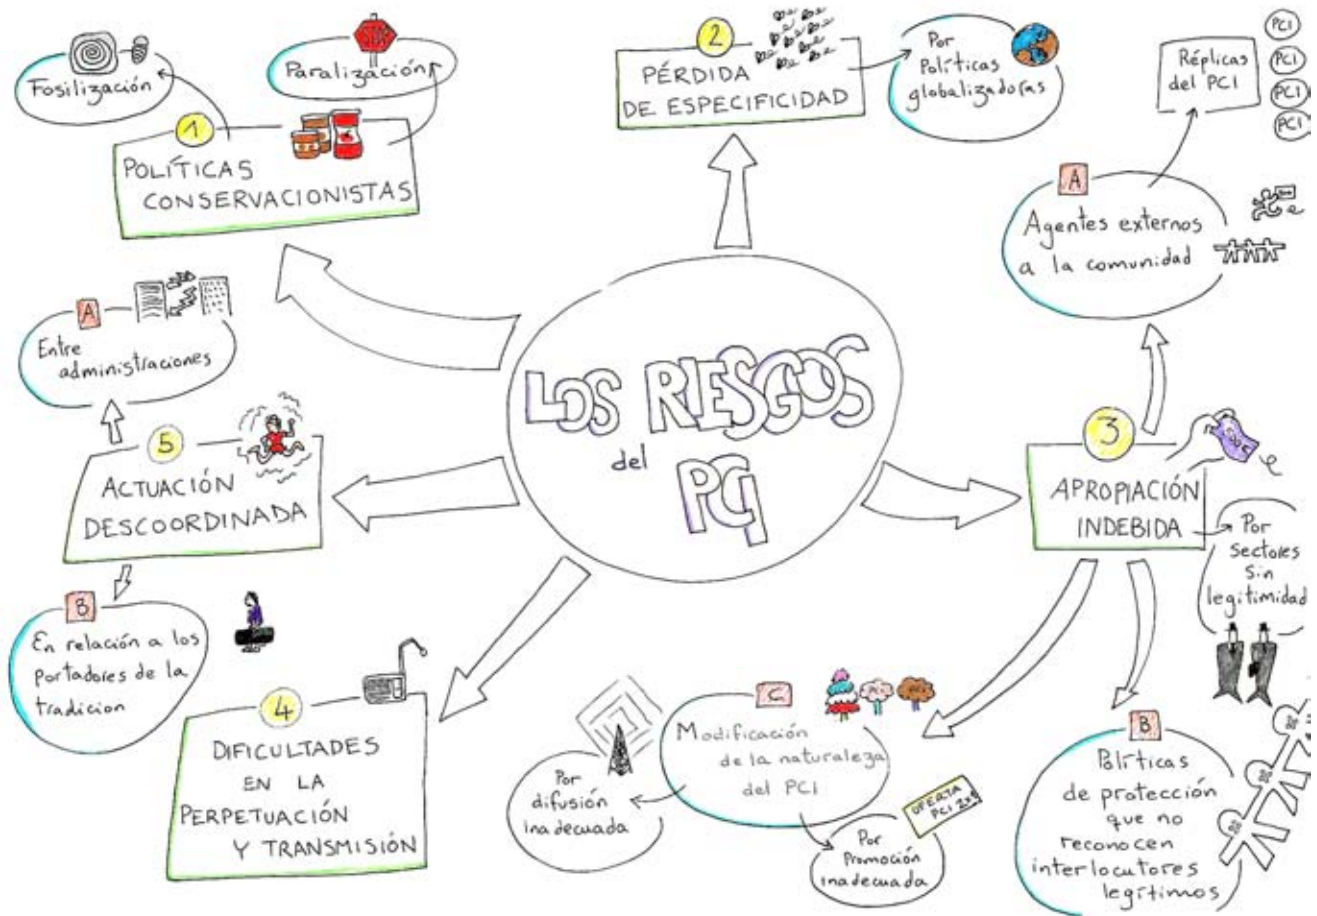 LOS RIESGOS
del
PCI
1
POLÍTICAS
CONSERVACIONISTAS
Fosilización
Paralización
STOP
2
PÉRDIDA
DE ESPECIFICIDAD
Por
Políticas
globalizadoras
3
APROPIACIÓN
INDEBIDA
Por
sectores
sin
legitimidad
A
Agentes externos
a la comunidad
Réplicas
del PCI
PCI
PCI
PCI
PCI
B
Políticas
de protección
que no
reconocen
interlocutores
legítimos
C
Modificación
de la naturaleza
del PCI
Por
difusión
inadecuada
Por
Promoción
inadecuada
OFERTA
PCI 2x1
4
DIFICULTADES
EN LA
PERPETUACIÓN
Y TRANSMISIÓN
5
ACTUACIÓN
DESCOORDINADA
A
Entre
administraciones
B
En relación a los
portadores de la
tradicion